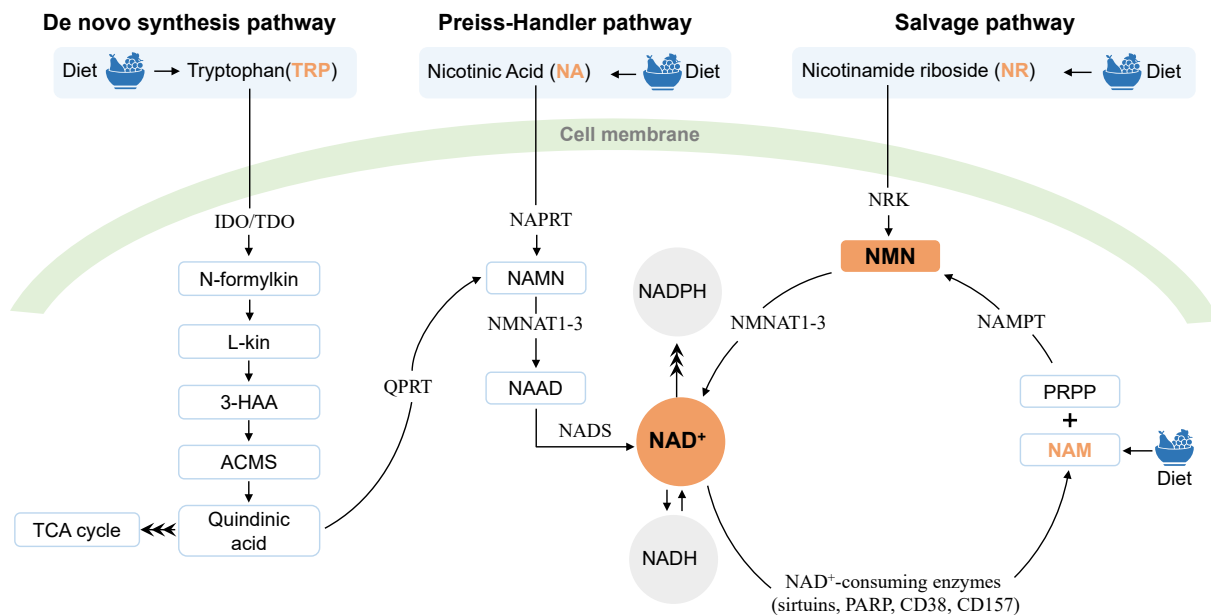 De novo synthesis pathway
Diet
Tryptophan(TRP)
IDO/TDO
N-formylkin
L-kin
3-HAA
ACMS
Quindinic
acid
TCA cycle
QPRT
Preiss-Handler pathway
Nicotinic Acid (NA)
Diet
Cell membrane
NAPRT
NAMN
NMNAT1-3
NAAD
NADS
NADPH
NAD⁺
NADH
Salvage pathway
Nicotinamide riboside (NR)
Diet
NRK
NMN
NMNAT1-3
NAMPT
PRPP
+
NAM
Diet
NAD⁺-consuming enzymes
(sirtuins, PARP, CD38, CD157)